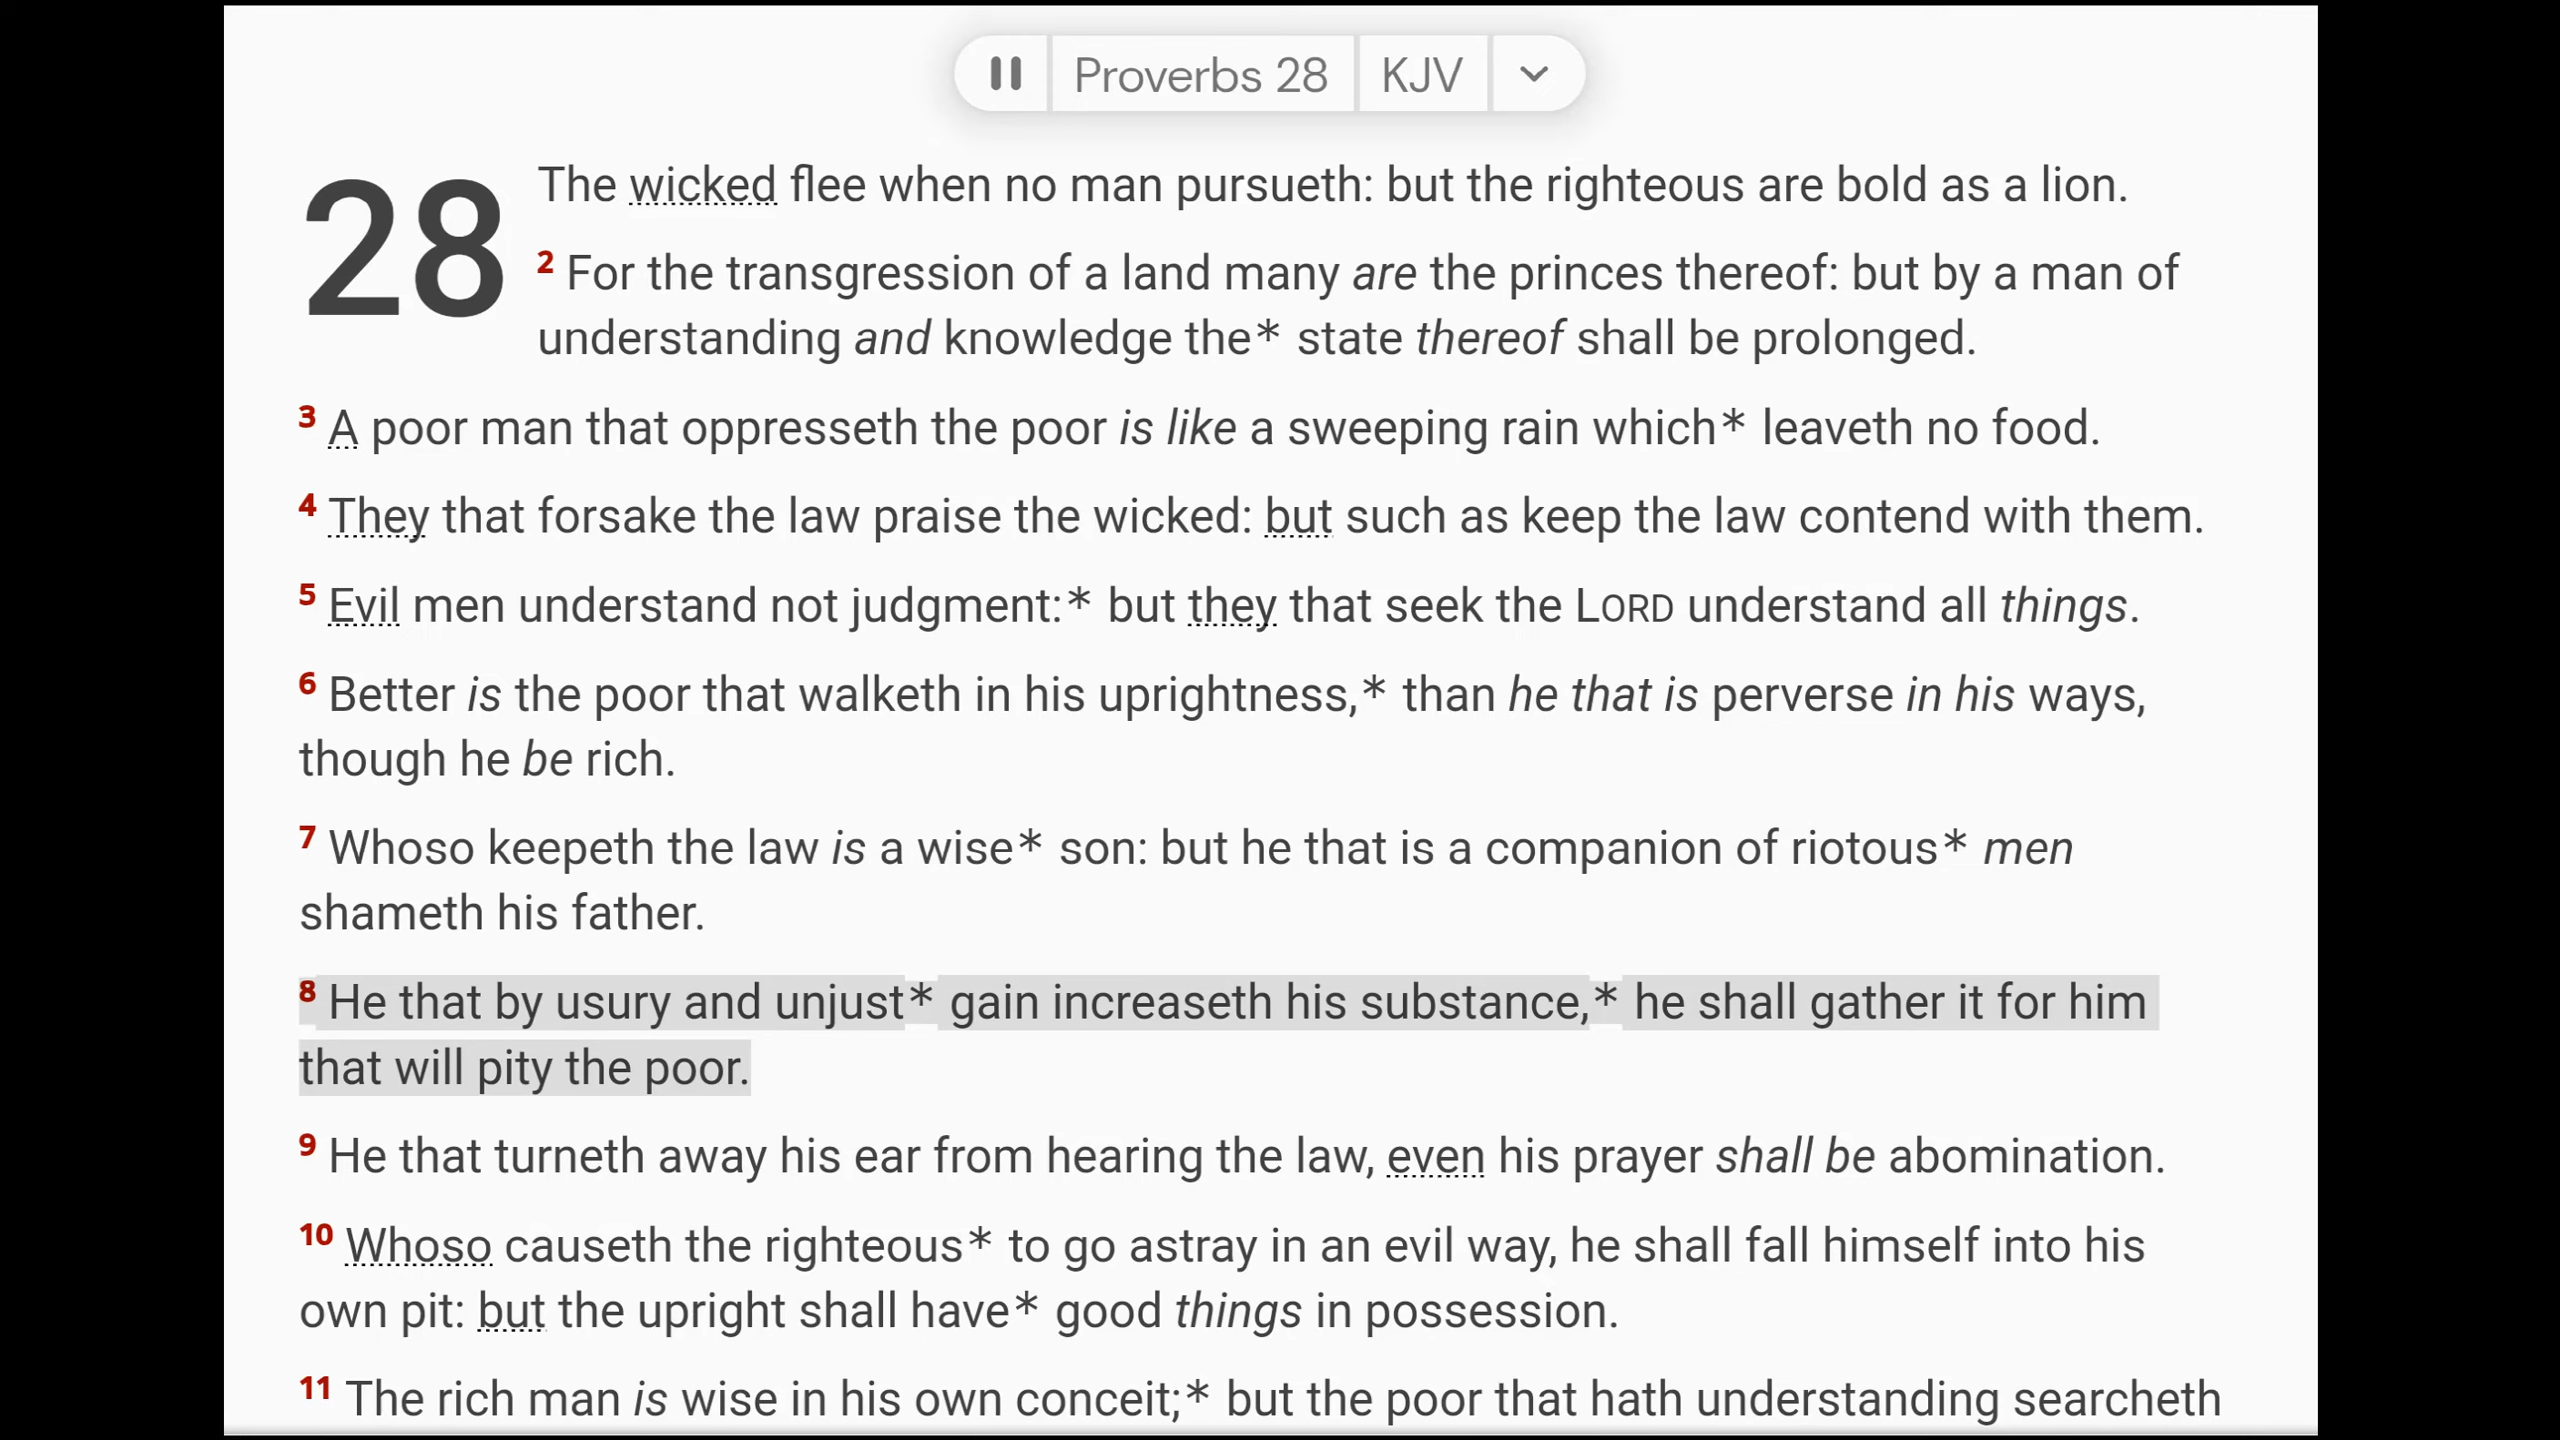 Proverbs 28 KJV
28
The wicked flee when no man pursueth: but the righteous are bold as a lion.
2 For the transgression of a land many are the princes thereof: but by a man of
understanding and knowledge the* state thereof shall be prolonged.
3 A poor man that oppresseth the poor is like a sweeping rain which* leaveth no food.
4 They that forsake the law praise the wicked: but such as keep the law contend with them.
5 Evil men understand not judgment:* but they that seek the LORD understand all things.
6 Better is the poor that walketh in his uprightness,* than he that is perverse in his ways,
though he be rich.
7 Whoso keepeth the law is a wise* son: but he that is a companion of riotous* men
shameth his father.
8 He that by usury and unjust* gain increaseth his substance,* he shall gather it for him
that will pity the poor.
9 He that turneth away his ear from hearing the law, even his prayer shall be abomination.
10 Whoso causeth the righteous* to go astray in an evil way, he shall fall himself into his
own pit: but the upright shall have* good things in possession.
11 The rich man is wise in his own conceit;* but the poor that hath understanding searcheth